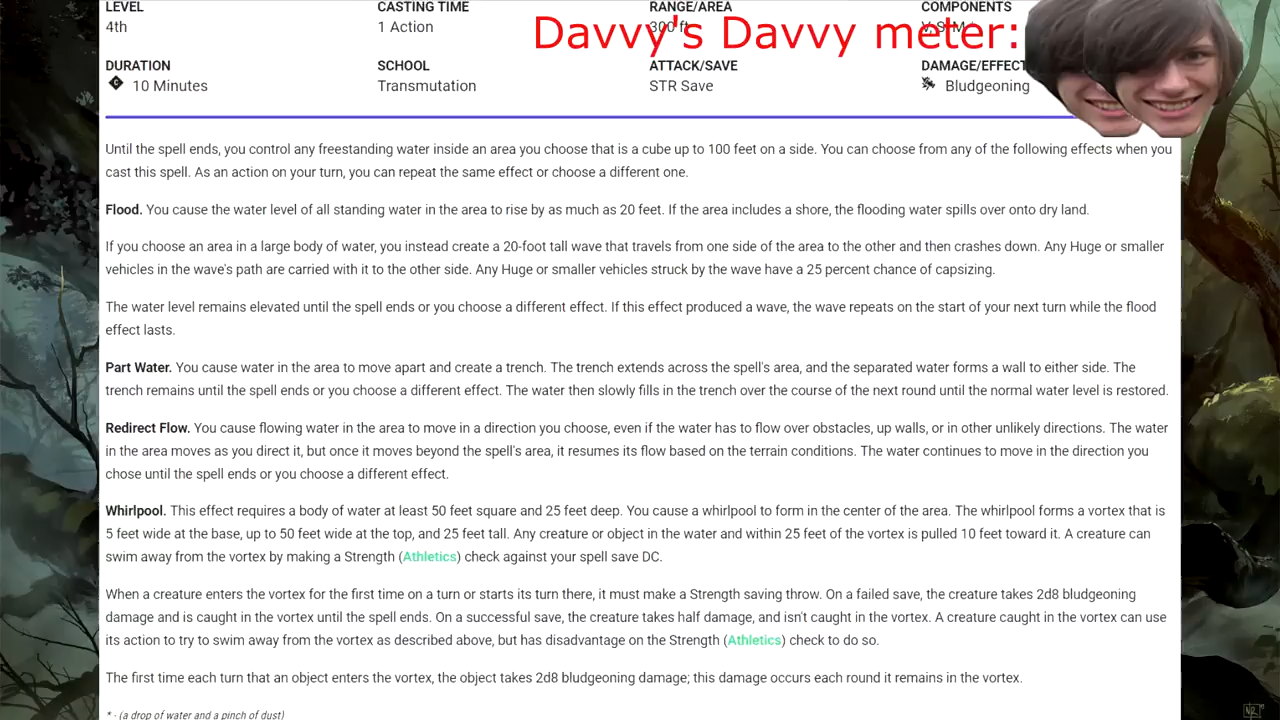 LEVEL CASTING TIME RANGE/AREA COMPONENTS
4th 1 Action 300 ft V, S, M
Davvy's Davvy meter:
DURATION SCHOOL ATTACK/SAVE DAMAGE/EFFECT
10 Minutes Transmutation STR Save Bludgeoning
Until the spell ends, you control any freestanding water inside an area you choose that is a cube up to 100 feet on a side. You can choose from any of the following effects when you
cast this spell. As an action on your turn, you can repeat the same effect or choose a different one.
Flood. You cause the water level of all standing water in the area to rise by as much as 20 feet. If the area includes a shore, the flooding water spills over onto dry land.
If you choose an area in a large body of water, you instead create a 20-foot tall wave that travels from one side of the area to the other and then crashes down. Any Huge or smaller
vehicles in the wave's path are carried with it to the other side. Any Huge or smaller vehicles struck by the wave have a 25 percent chance of capsizing.
The water level remains elevated until the spell ends or you choose a different effect. If this effect produced a wave, the wave repeats on the start of your next turn while the flood
effect lasts.
Part Water. You cause water in the area to move apart and create a trench. The trench extends across the spell's area, and the separated water forms a wall to either side. The
trench remains until the spell ends or you choose a different effect. The water then slowly fills in the trench over the course of the next round until the normal water level is restored.
Redirect Flow. You cause flowing water in the area to move in a direction you choose, even if the water has to flow over obstacles, up walls, or in other unlikely directions. The water
in the area moves as you direct it, but once it moves beyond the spell's area, it resumes its flow based on the terrain conditions. The water continues to move in the direction you
chose until the spell ends or you choose a different effect.
Whirlpool. This effect requires a body of water at least 50 feet square and 25 feet deep. You cause a whirlpool to form in the center of the area. The whirlpool forms a vortex that is
5 feet wide at the base, up to 50 feet wide at the top, and 25 feet tall. Any creature or object in the water and within 25 feet of the vortex is pulled 10 feet toward it. A creature can
swim away from the vortex by making a Strength (Athletics) check against your spell save DC.
When a creature enters the vortex for the first time on a turn or starts its turn there, it must make a Strength saving throw. On a failed save, the creature takes 2d8 bludgeoning
damage and is caught in the vortex until the spell ends. On a successful save, the creature takes half damage, and isn't caught in the vortex. A creature caught in the vortex can use
its action to try to swim away from the vortex as described above, but has disadvantage on the Strength (Athletics) check to do so.
The first time each turn that an object enters the vortex, the object takes 2d8 bludgeoning damage; this damage occurs each round it remains in the vortex.
* - (a drop of water and a pinch of dust)